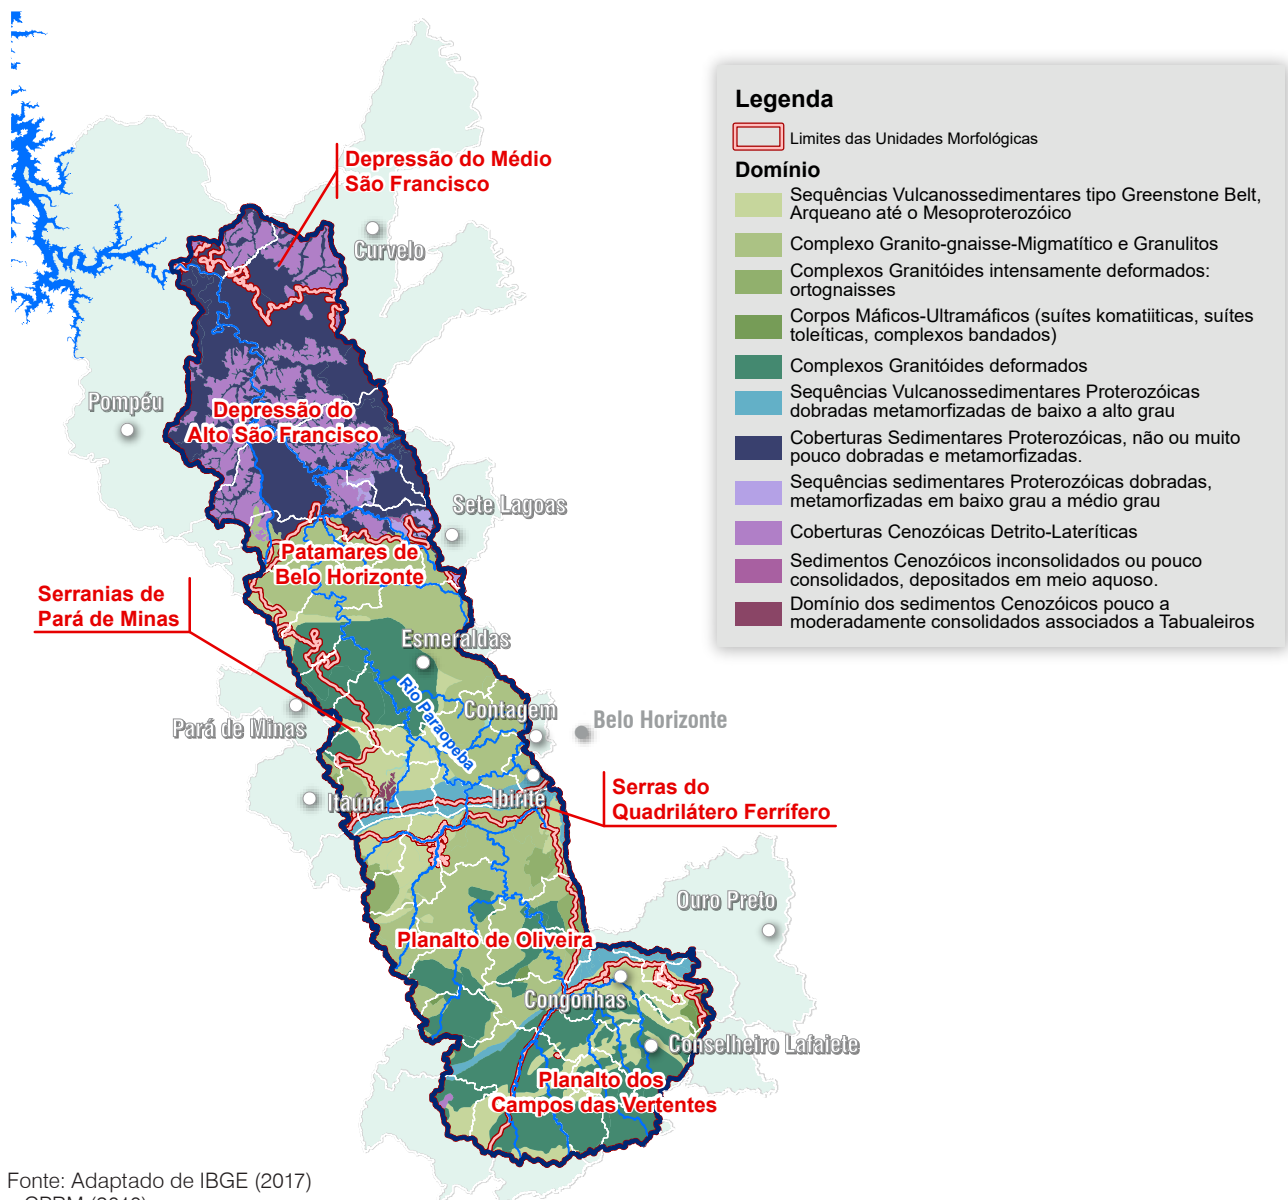 Depressão do Médio
São Francisco
Curvelo
Pompéu
Depressão do
Alto São Francisco
Sete Lagoas
Patamares de
Belo Horizonte
Serranias de
Pará de Minas
Esmeraldas
Rio Paraopeba
Contagem
Belo Horizonte
Pará de Minas
Itaúna
Ibirité
Serras do
Quadrilátero Ferrífero
Ouro Preto
Planalto de Oliveira
Congonhas
Conselheiro Lafaiete
Planalto dos
Campos das Vertentes
Legenda
Limites das Unidades Morfológicas
Domínio
Sequências Vulcanossedimentares tipo Greenstone Belt,
Arqueano até o Mesoproterozóico
Complexo Granito-gnaisse-Migmatítico e Granulitos
Complexos Granitóides intensamente deformados:
ortognaisses
Corpos Máficos-Ultramáficos (suítes komatiiticas, suítes
toleíticas, complexos bandados)
Complexos Granitóides deformados
Sequências Vulcanossedimentares Proterozóicas
dobradas metamorfizadas de baixo a alto grau
Coberturas Sedimentares Proterozóicas, não ou muito
pouco dobradas e metamorfizadas.
Sequências sedimentares Proterozóicas dobradas,
metamorfizadas em baixo grau a médio grau
Coberturas Cenozóicas Detrito-Lateríticas
Sedimentos Cenozóicos inconsolidados ou pouco
consolidados, depositados em meio aquoso.
Domínio dos sedimentos Cenozóicos pouco a
moderadamente consolidados associados a Tabualeiros
Fonte: Adaptado de IBGE (2017)